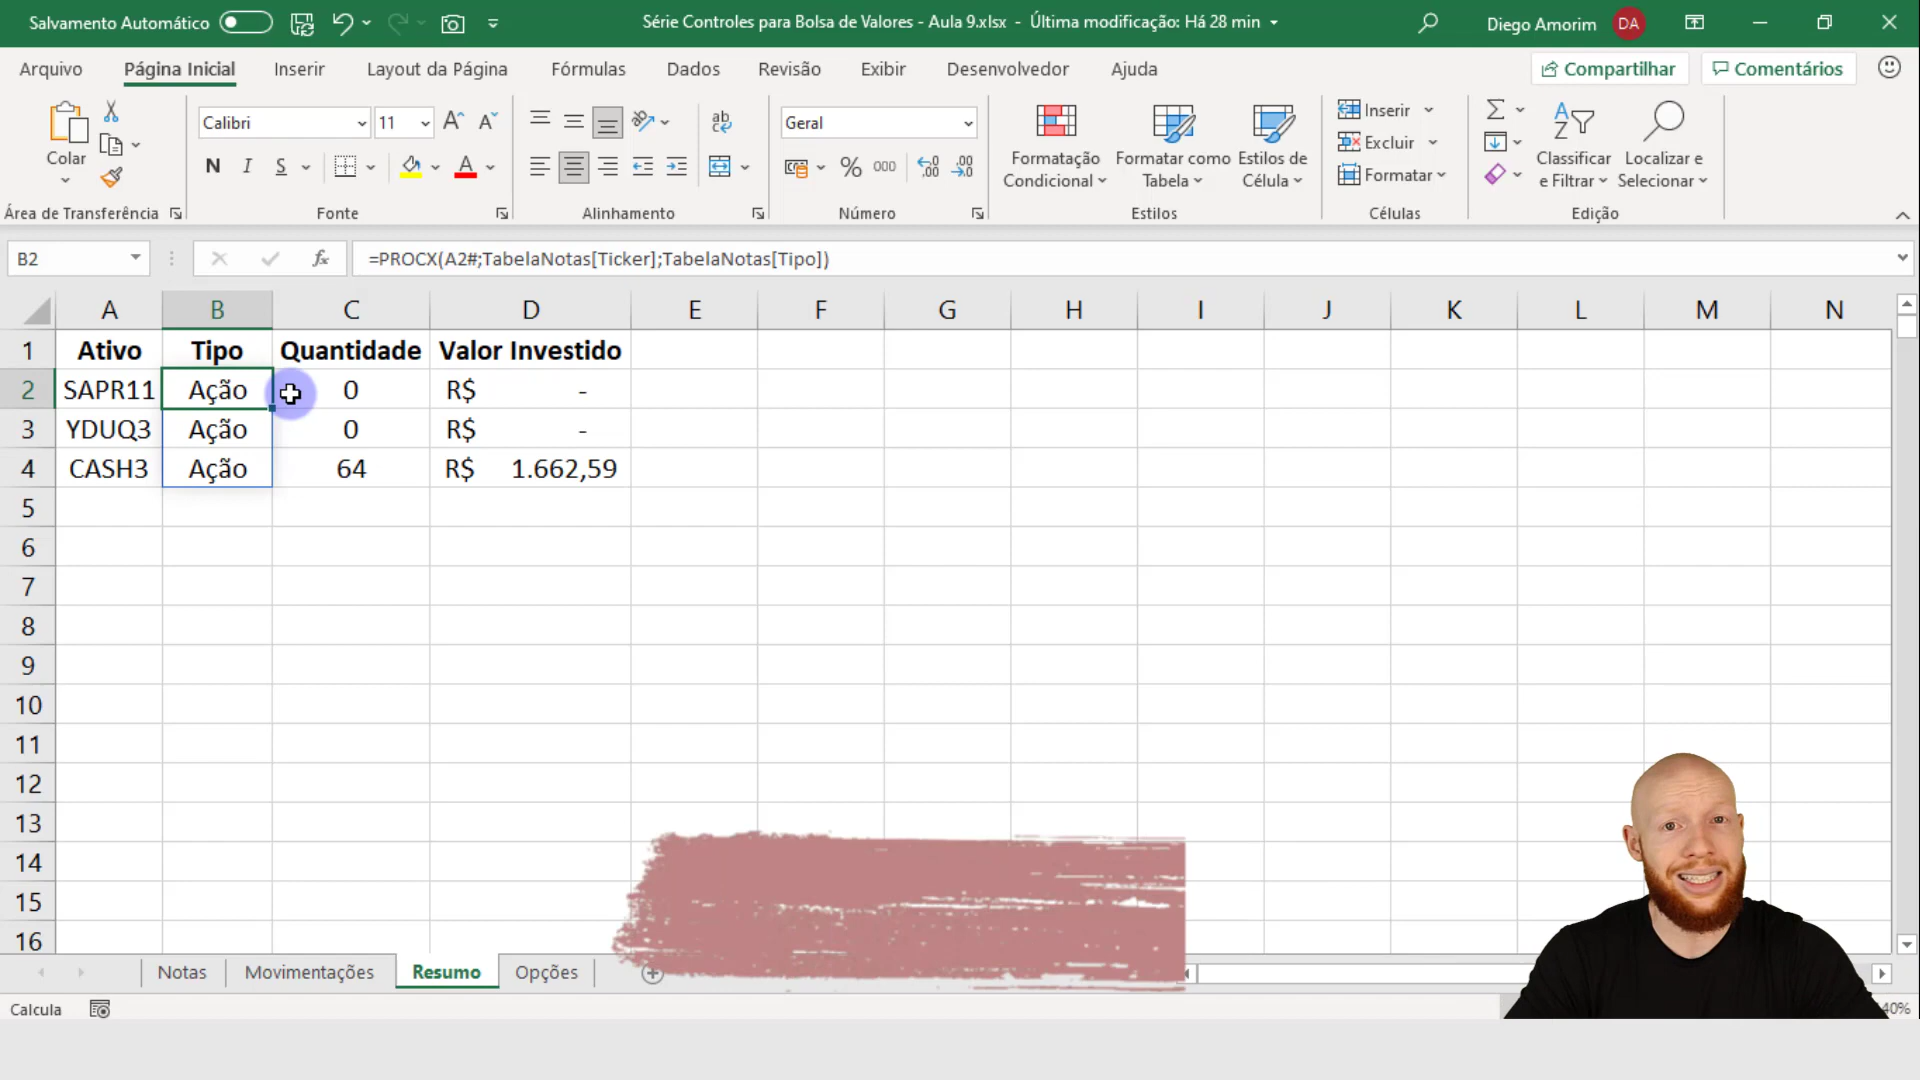 Salvamento Automático
Série Controles para Bolsa de Valores - Aula 9.xlsx - Última modificação: Há 28 min
Diego Amorim DA
Arquivo Página Inicial Inserir Layout da Página Fórmulas Dados Revisão Exibir Desenvolvedor Ajuda
Compartilhar Comentários
Colar
Área de Transferência
Calibri 11
N I S
Fonte
ab
Alinhamento
Geral
% 000
Número
Formatação Condicional
Formatar como Tabela
Estilos de Célula
Estilos
Inserir
Excluir
Formatar
Células
Classificar e Filtrar
Localizar e Selecionar
Edição
B2 fx =PROCX(A2#;TabelaNotas[Ticker];TabelaNotas[Tipo])
A B C D E F G H I J K L M N
1 Ativo Tipo Quantidade Valor Investido
2 SAPR11 Ação 0 R$ -
3 YDUQ3 Ação 0 R$ -
4 CASH3 Ação 64 R$ 1.662,59
5
6
7
8
9
10
11
12
13
14
15
16
Notas Movimentações Resumo Opções
Calcula
40%